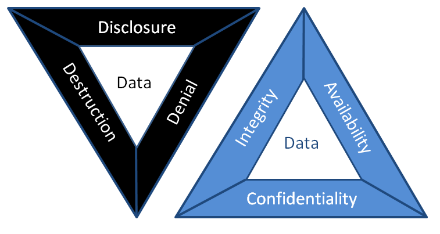 Disclosure
Destruction
Data
Denial
Integrity
Data
Availability
Confidentiality